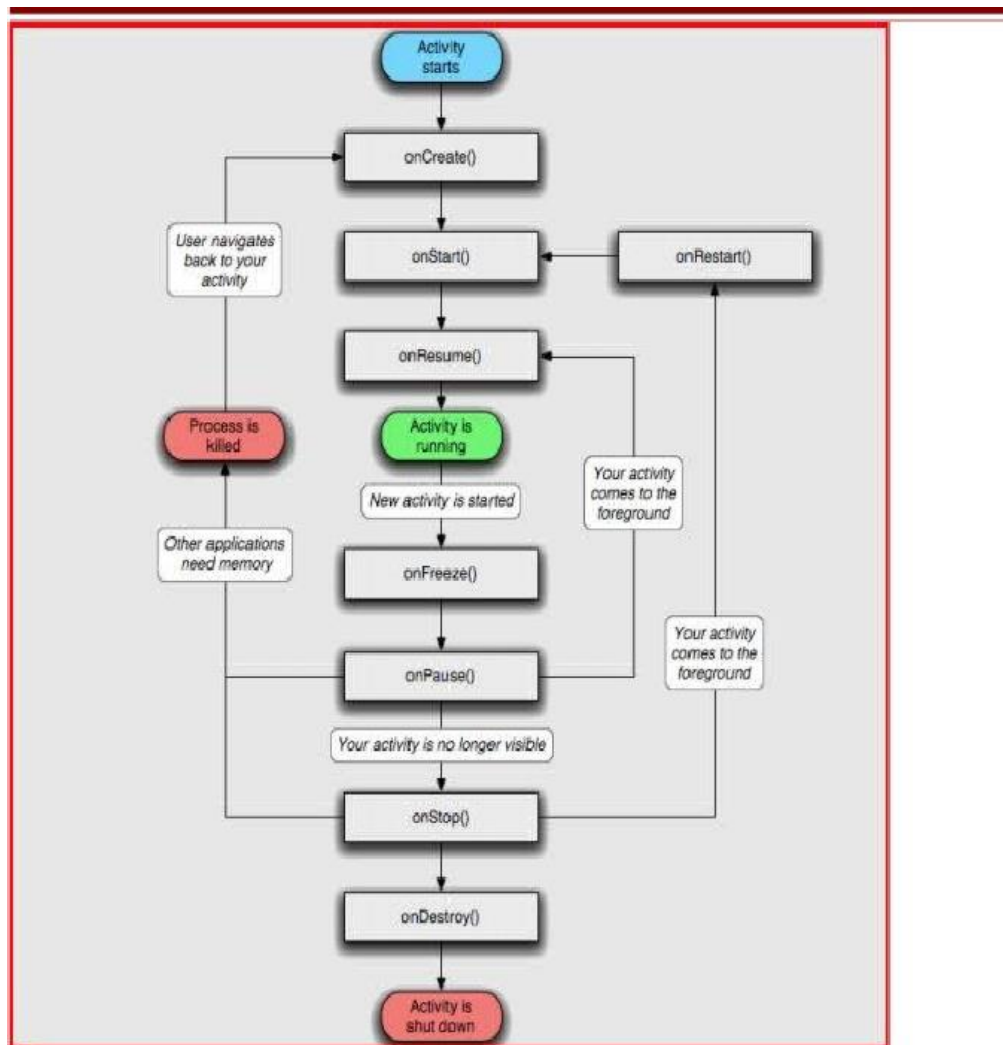 Activity
starts
onCreate()
User navigates
back to your
activity
onStart()
onRestart()
onResume()
Process is
killed
Activity is
running
Your activity
comes to the
foreground
New activity is started
Other applications
need memory
onFreeze()
Your activity
comes to the
foreground
onPause()
Your activity is no longer visible
onStop()
onDestroy()
Activity is
shut down